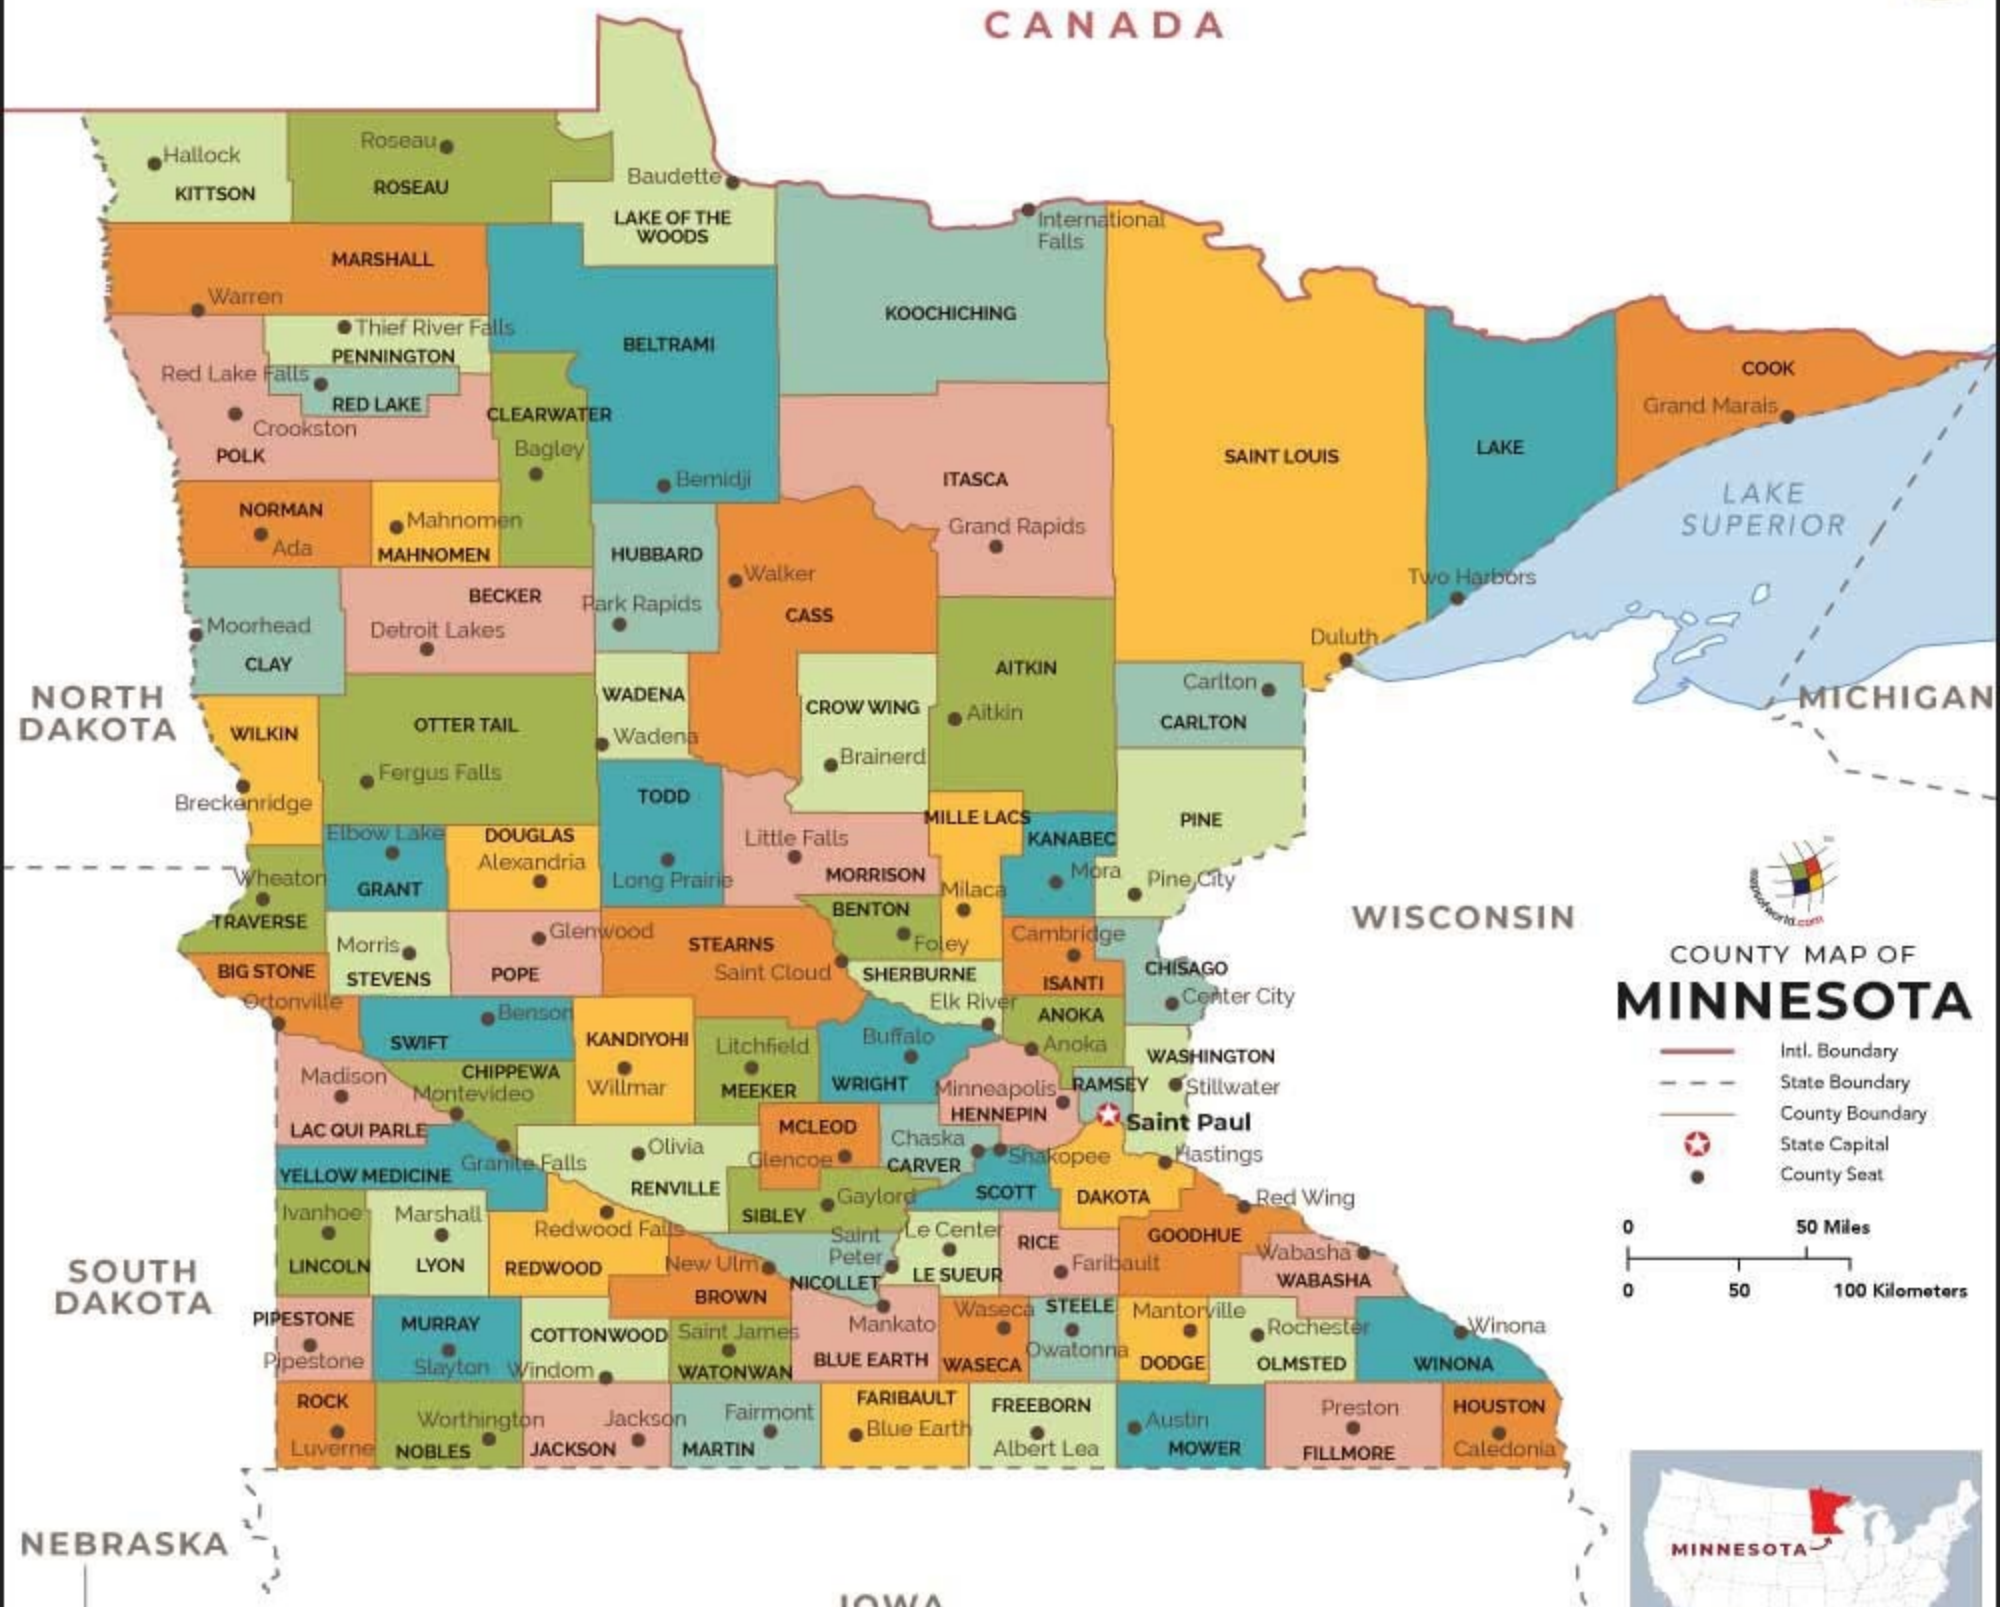 CANADA
Hallock
KITTSON
Roseau
ROSEAU
Baudette
LAKE OF THE
WOODS
International
Falls
MARSHALL
Warren
Thief River Falls
PENNINGTON
Red Lake Falls
RED LAKE
Crookston
POLK
BELTRAMI
Bemidji
CLEARWATER
Bagley
KOOCHICHING
SAINT LOUIS
LAKE
COOK
Grand Marais
LAKE
SUPERIOR
ITASCA
Grand Rapids
NORMAN
Ada
Mahnomen
MAHNOMEN
HUBBARD
Park Rapids
Walker
CASS
BECKER
Detroit Lakes
Moorhead
CLAY
Two Harbors
Duluth
NORTH
DAKOTA
MICHIGAN
WILKIN
Breckenridge
OTTER TAIL
Fergus Falls
WADENA
Wadena
CROW WING
Brainerd
AITKIN
Aitkin
Carlton
CARLTON
PINE
Pine City
TODD
Long Prairie
Little Falls
MORRISON
MILLE LACS
Milaca
KANABEC
Mora
Elbow Lake
GRANT
DOUGLAS
Alexandria
Wheaton
TRAVERSE
BENTON
Foley
WISCONSIN
mapsofworld.com
Morris
STEVENS
Glenwood
POPE
STEARNS
Saint Cloud
SHERBURNE
Elk River
Cambridge
ISANTI
CHISAGO
Center City
BIG STONE
Ortonville
SWIFT
Benson
KANDIYOHI
Willmar
Litchfield
MEEKER
Buffalo
WRIGHT
ANOKA
Anoka
WASHINGTON
Stillwater
RAMSEY
Saint Paul
Minneapolis
HENNEPIN
Madison
LAC QUI PARLE
CHIPPEWA
Montevideo
MCLEOD
Glencoe
Chaska
CARVER
Shakopee
SCOTT
Hastings
DAKOTA
YELLOW MEDICINE
Granite Falls
Olivia
RENVILLE
SIBLEY
Gaylord
Red Wing
GOODHUE
Ivanhoe
LINCOLN
Marshall
LYON
Redwood Falls
REDWOOD
New Ulm
BROWN
Saint
Peter
NICOLLET
Le Center
LE SUEUR
RICE
Faribault
Wabasha
WABASHA
SOUTH
DAKOTA
PIPESTONE
Pipestone
MURRAY
Slayton
COTTONWOOD
Windom
Saint James
WATONWAN
Mankato
BLUE EARTH
Waseca
WASECA
STEELE
Owatonna
Mantorville
DODGE
Rochester
OLMSTED
Winona
WINONA
ROCK
Luverne
Worthington
NOBLES
Jackson
JACKSON
Fairmont
MARTIN
FARIBAULT
Blue Earth
FREEBORN
Albert Lea
Austin
MOWER
Preston
FILLMORE
HOUSTON
Caledonia
NEBRASKA
IOWA
COUNTY MAP OF
MINNESOTA
Intl. Boundary
State Boundary
County Boundary
State Capital
County Seat
0 50 Miles
0 50 100 Kilometers
MINNESOTA